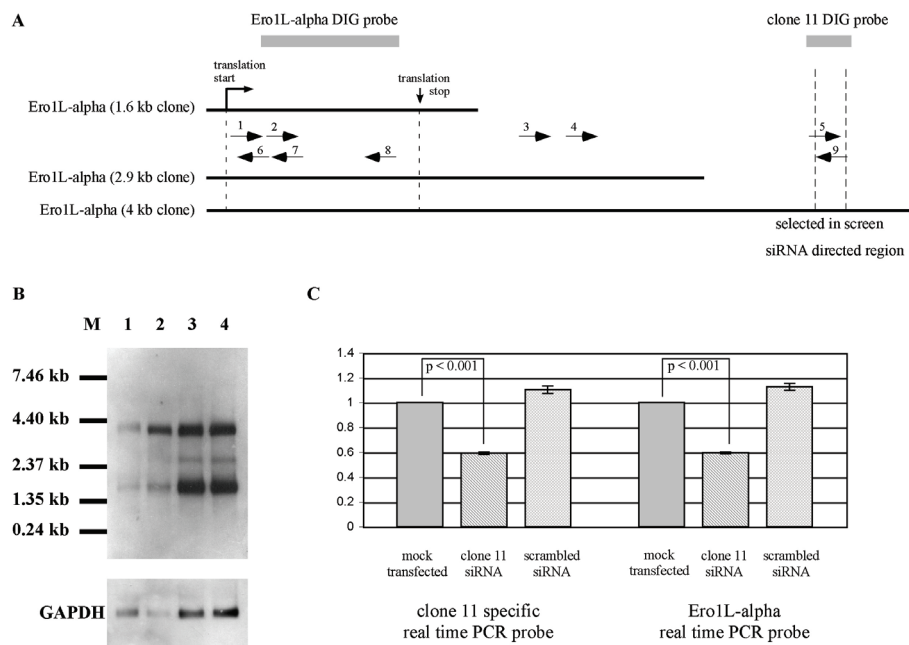 A
Ero1L-alpha DIG probe
clone 11 DIG probe
translation
start
translation
stop
Ero1L-alpha (1.6 kb clone)
1 2 3 4 5
6 7 8 9
Ero1L-alpha (2.9 kb clone)
Ero1L-alpha (4 kb clone)
selected in screen
siRNA directed region
B
M 1 2 3 4
7.46 kb
4.40 kb
2.37 kb
1.35 kb
0.24 kb
GAPDH
C
1.4
1.2
1
0.8
0.6
0.4
0.2
0
p < 0.001
p < 0.001
mock
transfected
clone 11
siRNA
scrambled
siRNA
mock
transfected
clone 11
siRNA
scrambled
siRNA
clone 11 specific
real time PCR probe
Ero1L-alpha
real time PCR probe